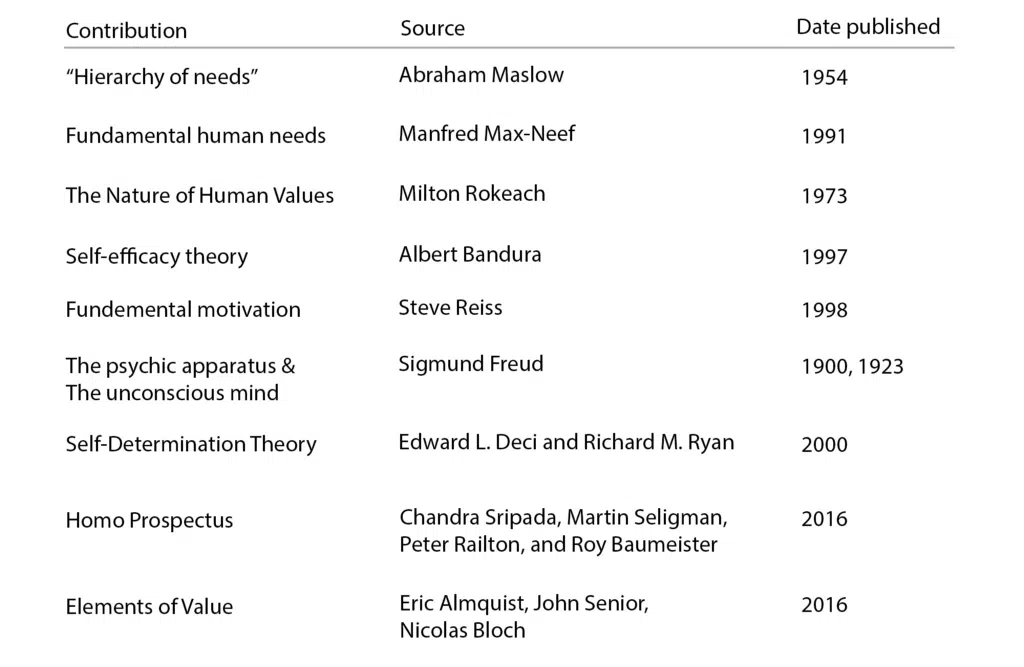 Contribution Source Date published
“Hierarchy of needs” Abraham Maslow 1954
Fundamental human needs Manfred Max-Neef 1991
The Nature of Human Values Milton Rokeach 1973
Self-efficacy theory Albert Bandura 1997
Fundemental motivation Steve Reiss 1998
The psychic apparatus & Sigmund Freud 1900, 1923
The unconscious mind
Self-Determination Theory Edward L. Deci and Richard M. Ryan 2000
Homo Prospectus Chandra Sripada, Martin Seligman, 2016
Peter Railton, and Roy Baumeister
Elements of Value Eric Almquist, John Senior, 2016
Nicolas Bloch